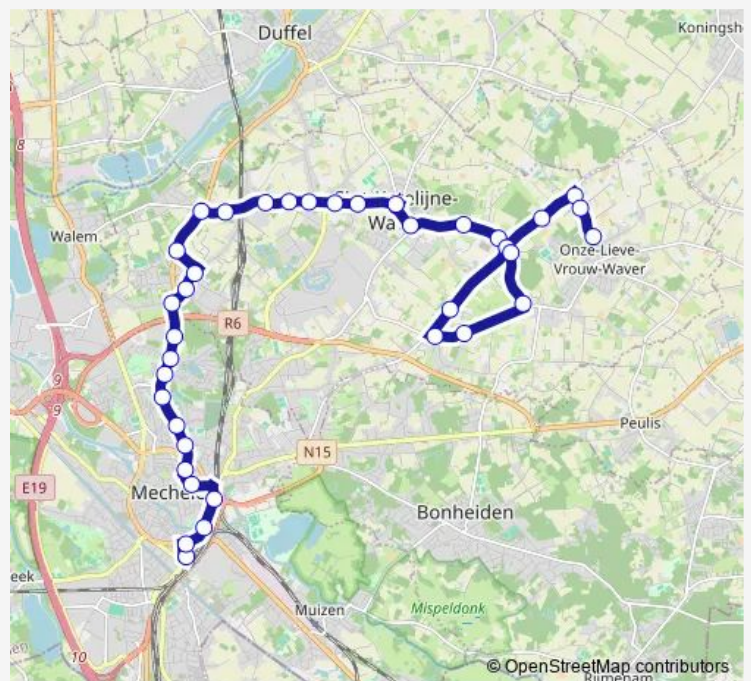 Duffel
Koningsh
8
telijne-
Wa
Walem
Onze-Lieve-
Vrouw-Waver
R6
9
9
Peulis
N15
E19
Bonheiden
eek
Muizen
Mispeldonk
10
© OpenStreetMap contributors